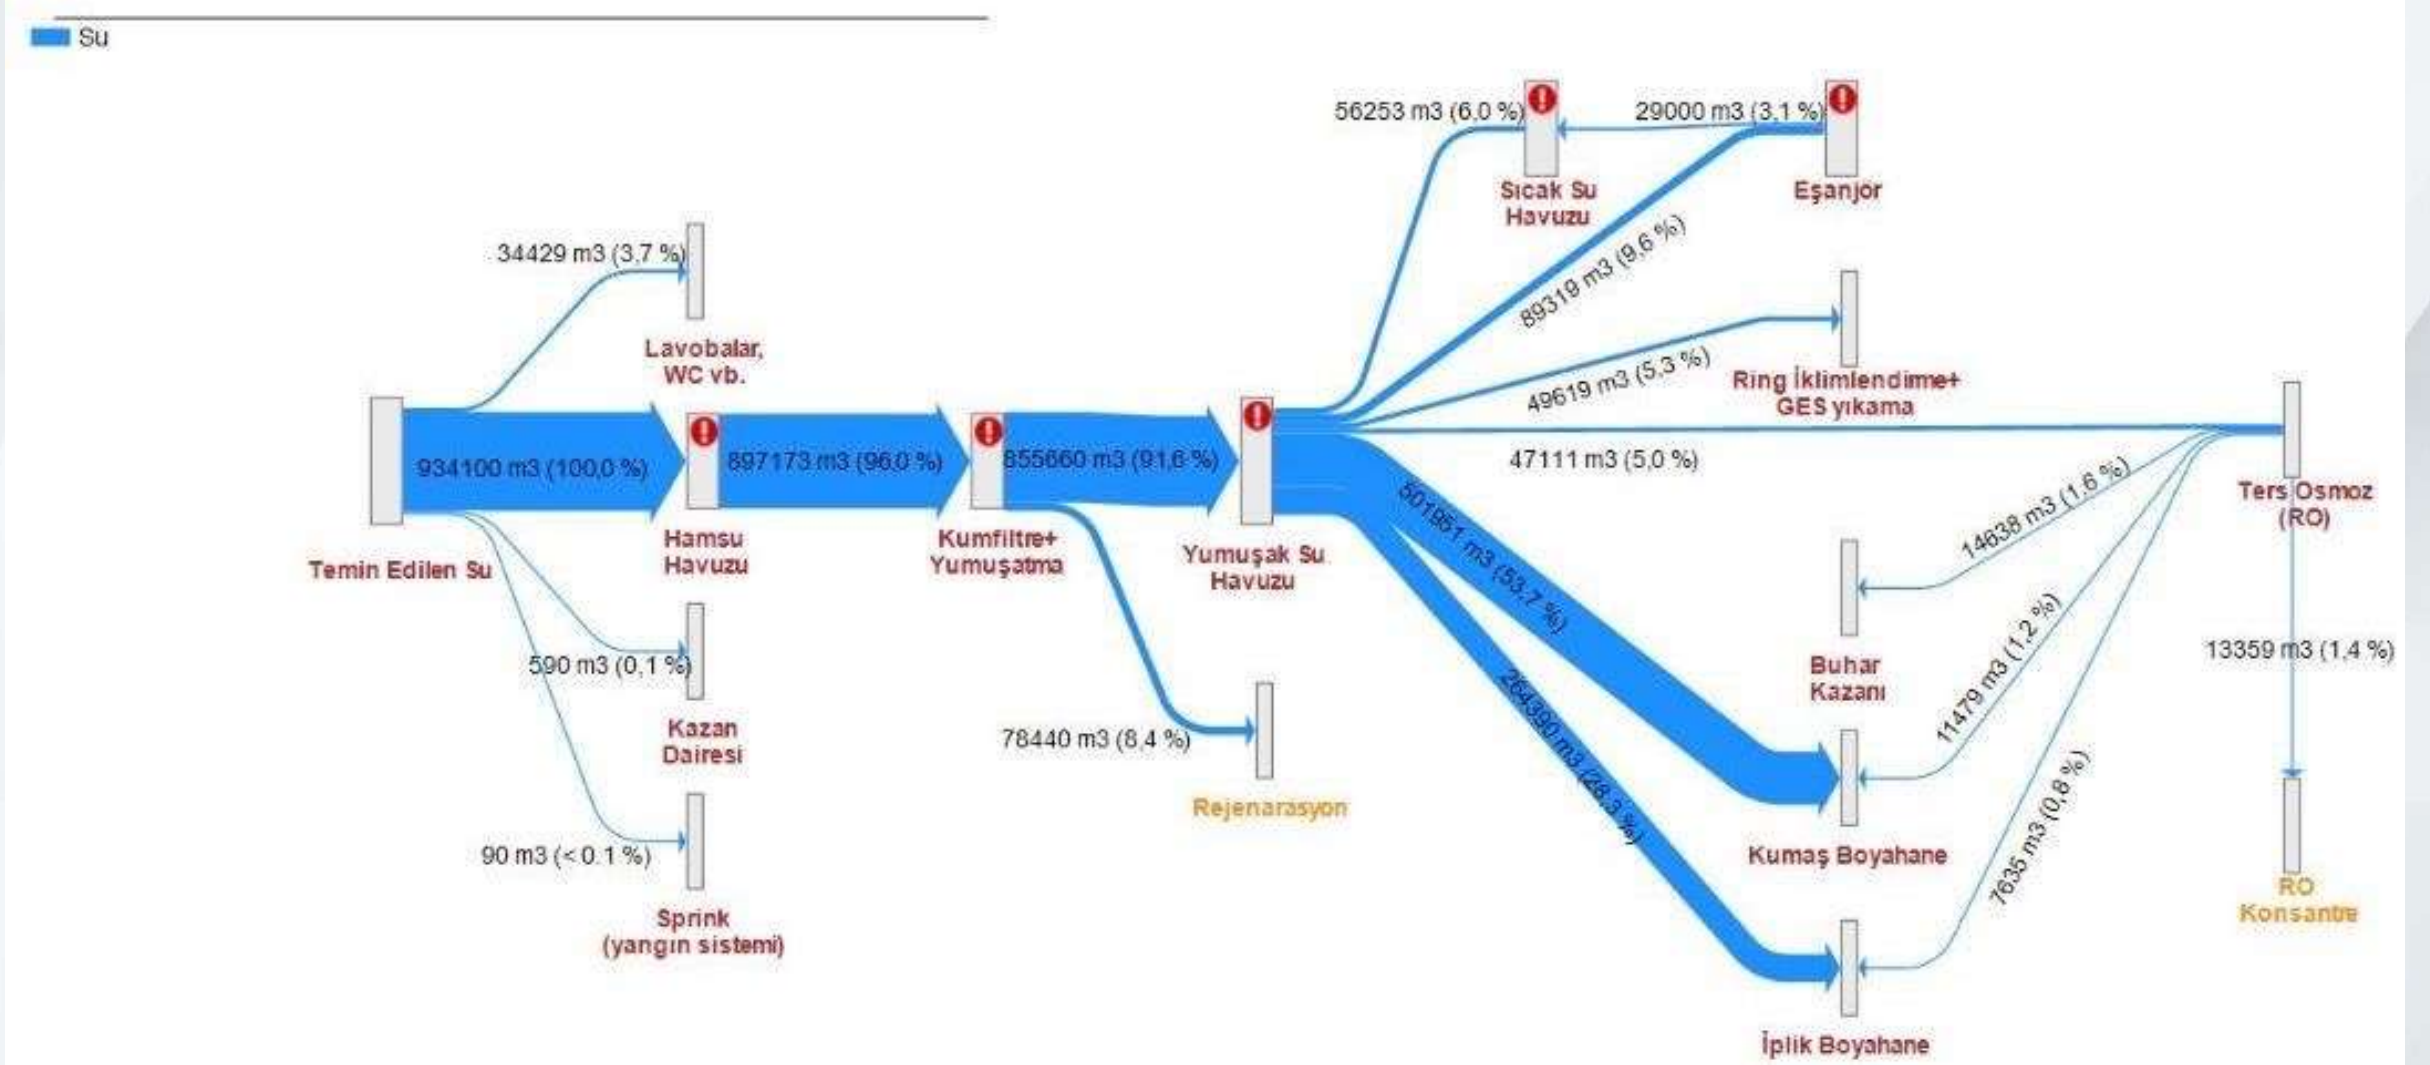 Su
56253 m3 (6,0 %)
29000 m3 (3,1 %)
Sıcak Su
Havuzu
Eşanjör
34429 m3 (3,7 %)
89319 m3 (9,6 %)
Lavobalar,
WC vb.
49619 m3 (5,3 %)
Ring İklimlendirme+
GES yıkama
934100 m3 (100,0 %)
897173 m3 (96,0 %)
855660 m3 (91,6 %)
47111 m3 (5,0 %)
Ters Osmoz
(RO)
Temin Edilen Su
Hamsu
Havuzu
Kumfiltre+
Yumuşatma
Yumuşak Su
Havuzu
501951 m3 (53,7 %)
14638 m3 (1,6 %)
590 m3 (0,1 %)
Buhar
Kazanı
11479 m3 (1,2 %)
13359 m3 (1,4 %)
Kazan
Dairesi
78440 m3 (8,4 %)
264390 m3 (28,3 %)
Rejenarasyon
90 m3 (< 0.1 %)
Kumaş Boyahane
7635 m3 (0,8 %)
RO
Konsantre
Sprink
(yangın sistemi)
İplik Boyahane